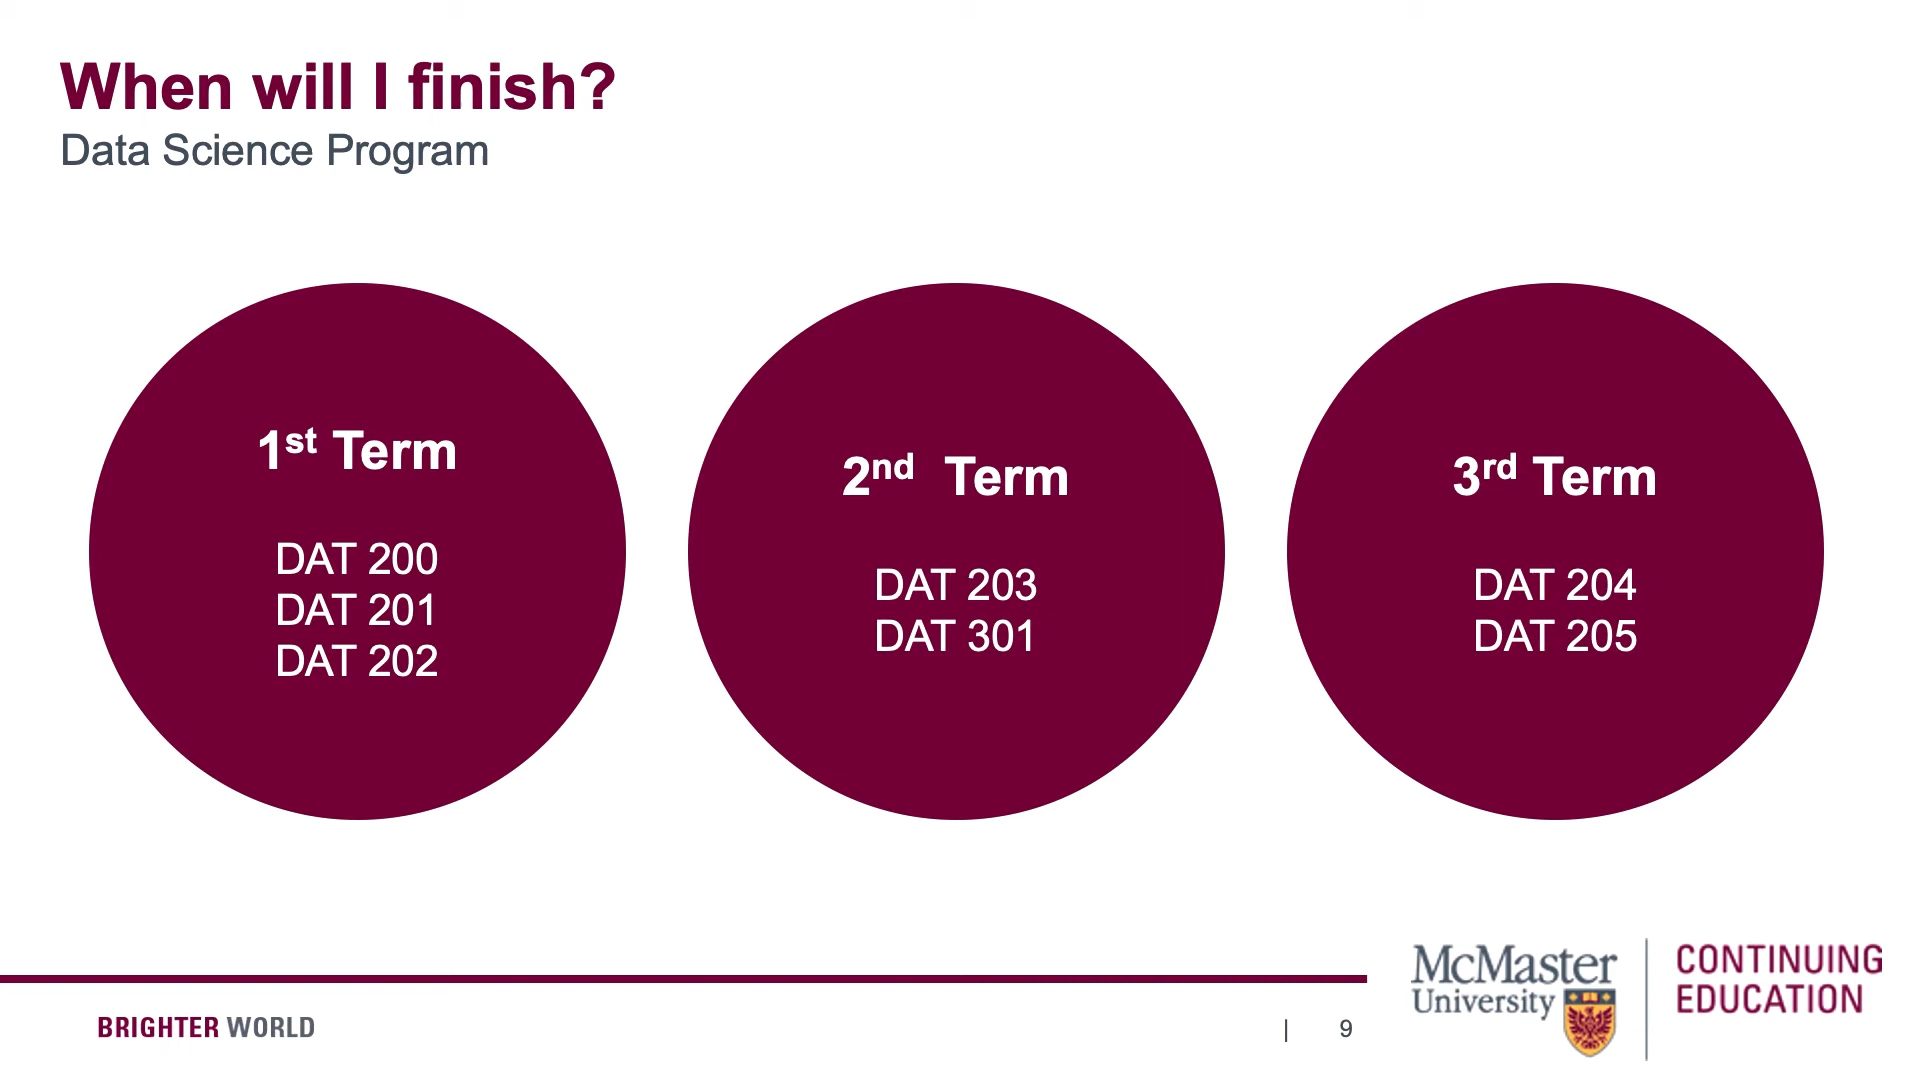 When will I finish?
Data Science Program
1st Term
DAT 200
DAT 201
DAT 202
2nd Term
DAT 203
DAT 301
3rd Term
DAT 204
DAT 205
BRIGHTER WORLD
| 9
McMaster
University
CONTINUING
EDUCATION